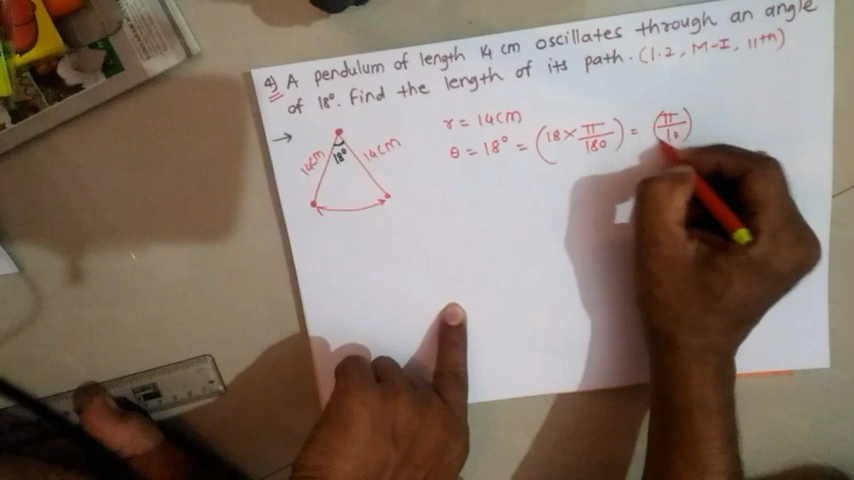 4) A pendulum of length 14 cm oscillates through an angle
of 18°. Find the length of its path. (1.2, M-I, 11th)
→
14cm 18° 14cm
r = 14cm
θ = 18° = (18 × π/180) = (π/10)